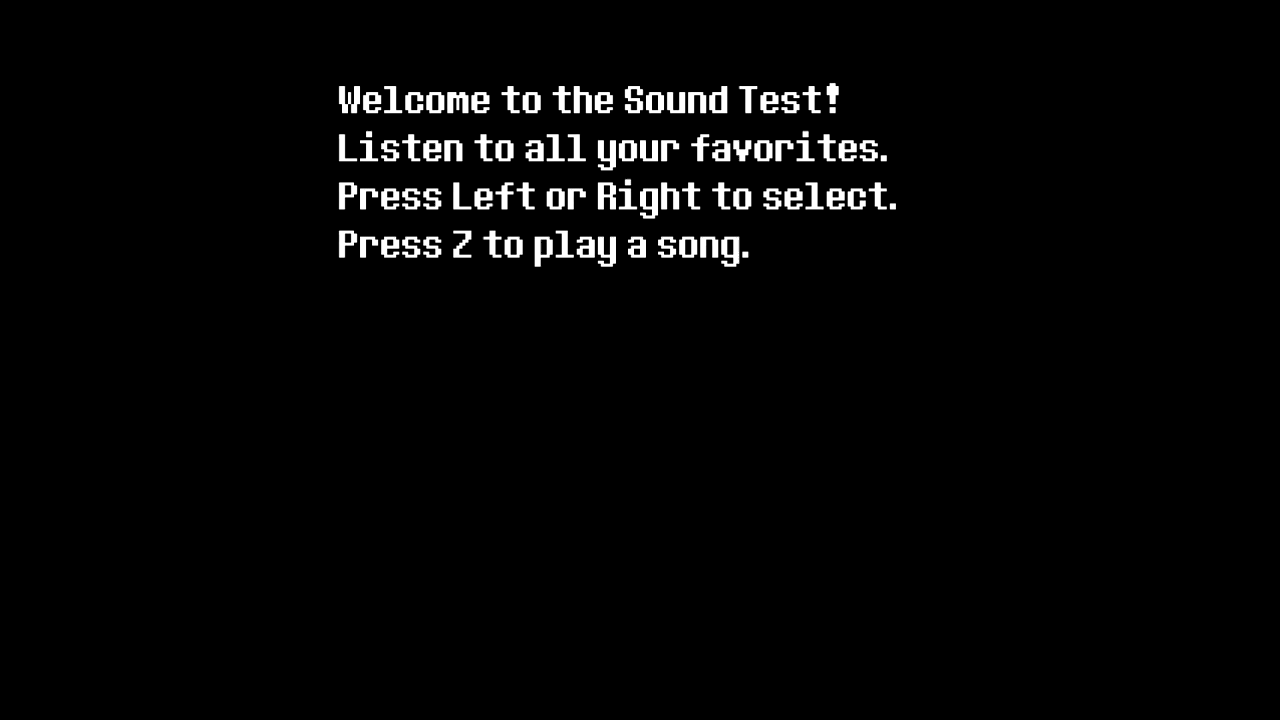 Welcome to the Sound Test!
Listen to all your favorites.
Press Left or Right to select.
Press Z to play a song.